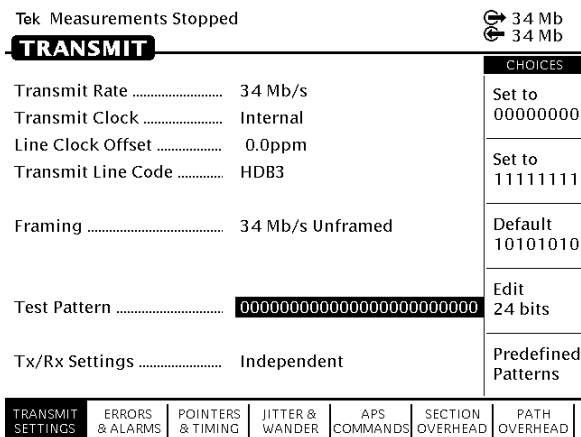 Tek Measurements Stopped
34 Mb
34 Mb
TRANSMIT
CHOICES
Transmit Rate ........................ 34 Mb/s
Transmit Clock ...................... Internal
Line Clock Offset ................. 0.0ppm
Transmit Line Code ............ HDB3
Framing .................................... 34 Mb/s Unframed
Test Pattern ............................ 000000000000000000000000
Tx/Rx Settings ...................... Independent
Set to
00000000
Set to
11111111
Default
10101010
Edit
24 bits
Predefined
Patterns
TRANSMIT SETTINGS
ERRORS & ALARMS
POINTERS & TIMING
JITTER & WANDER
APS COMMANDS
SECTION OVERHEAD
PATH OVERHEAD